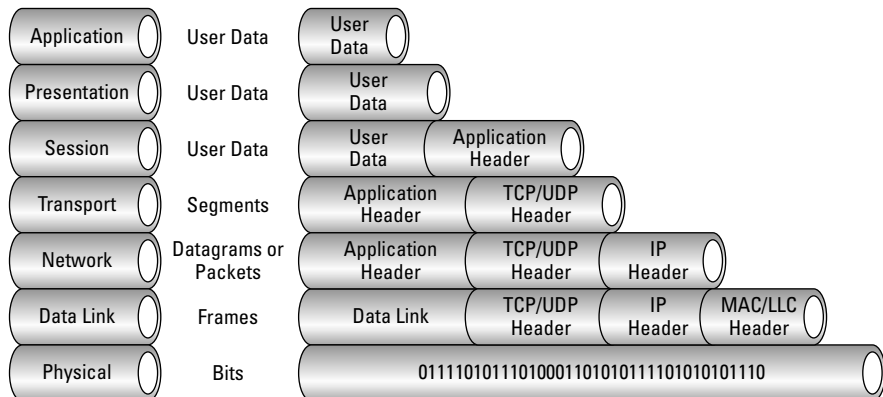 Application
User Data
User
Data
Presentation
User Data
User
Data
Session
User Data
User
Data
Application
Header
Transport
Segments
Application
Header
TCP/UDP
Header
Network
Datagrams or
Packets
Application
Header
TCP/UDP
Header
IP
Header
Data Link
Frames
Data Link
TCP/UDP
Header
IP
Header
MAC/LLC
Header
Physical
Bits
0111101011101000110101011110101010101110